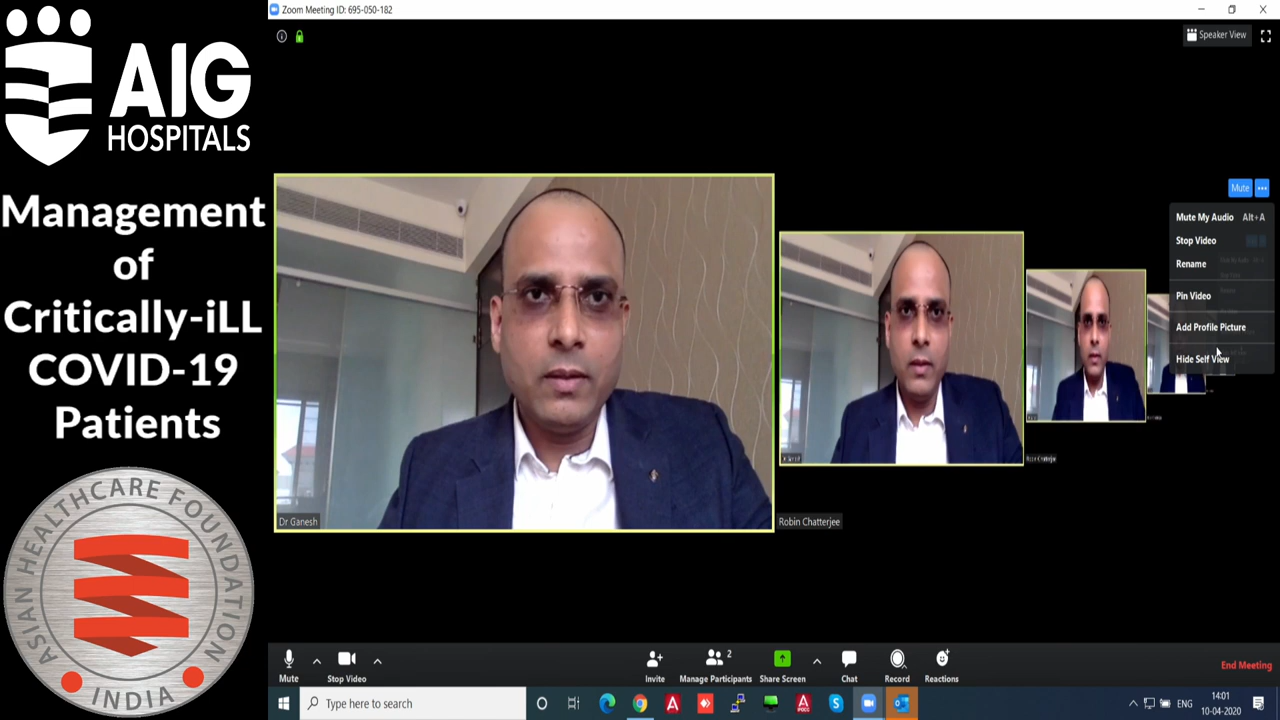 AIG
HOSPITALS
Management
of
Critically-iLL
COVID-19
Patients
ASIAN HEALTHCARE FOUNDATION
INDIA
Zoom Meeting ID: 695-050-182
Speaker View
Mute
Mute My Audio Alt+A
Stop Video
Rename
Pin Video
Add Profile Picture
Hide Self View
Dr Ganesh
Robin Chatterjee
Robin Chatterjee
Mute
Stop Video
Invite
2
Manage Participants
Share Screen
Chat
Record
Reactions
End Meeting
Type here to search
ENG
14:01
10-04-2020